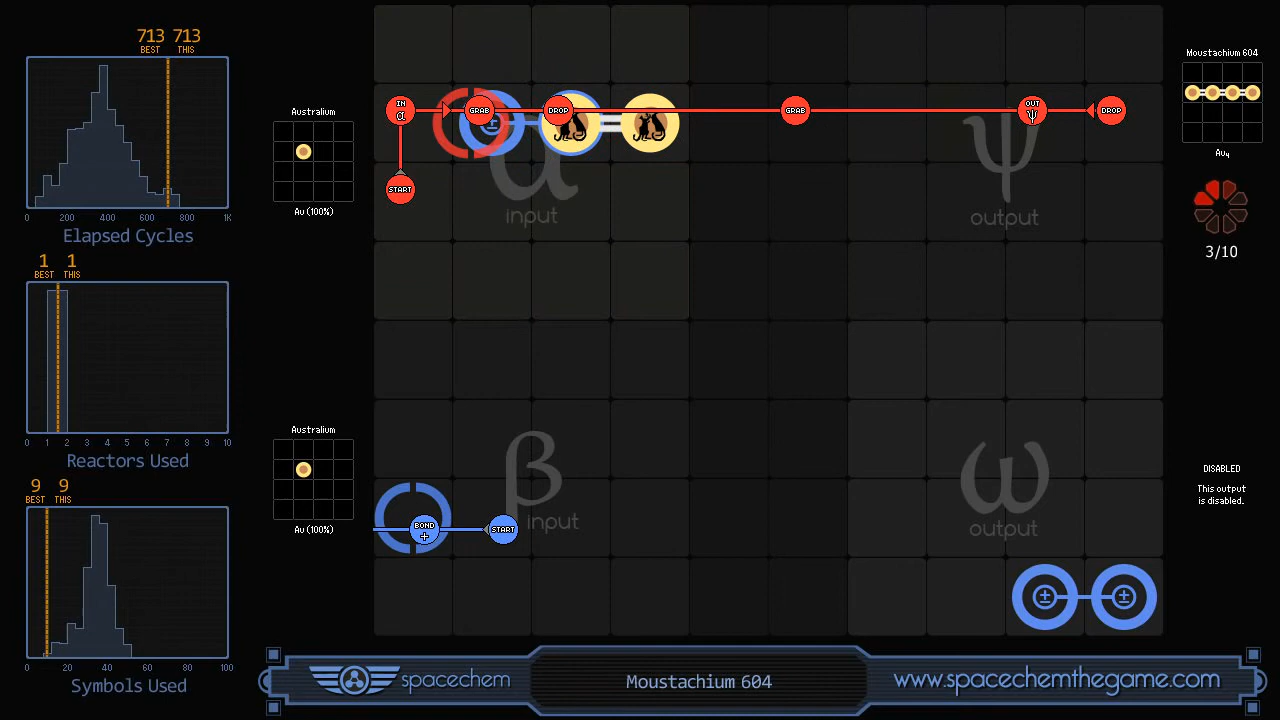 713 713
BEST THIS
0 200 400 600 800 1K
Elapsed Cycles
1 1
BEST THIS
0 1 2 3 4 5 6 7 8 9 10
Reactors Used
9 9
BEST THIS
0 20 40 60 80 100
Symbols Used
Australium
Au (100%)
Australium
Au (100%)
IN
α
GRAB
DROP
GRAB
OUT
ψ
DROP
START
±
α
input
ψ
output
β
input
ω
output
BOND
+
START
± ±
Moustachium 604
Au₄
3/10
DISABLED
This output
is disabled.
spacechem
Moustachium 604
www.spacechemthegame.com